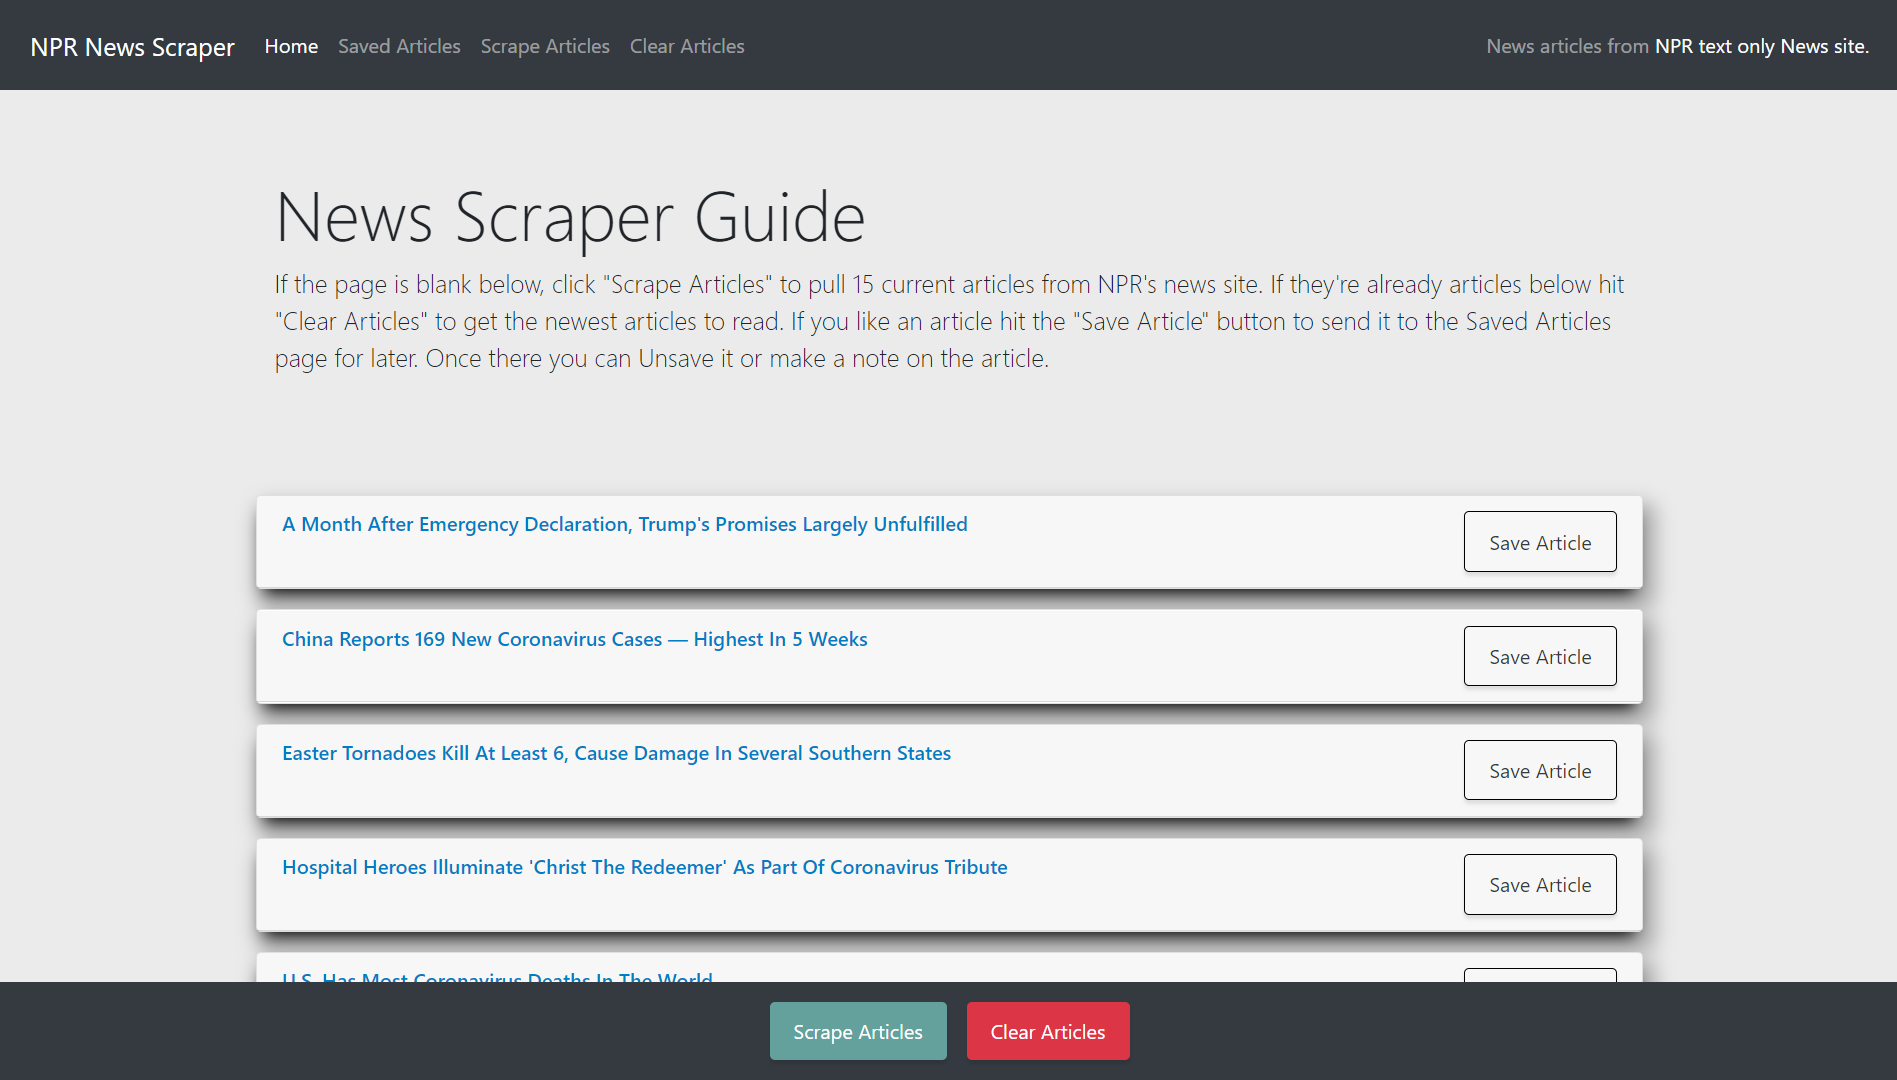 NPR News Scraper Home Saved Articles Scrape Articles Clear Articles News articles from NPR text only News site.
News Scraper Guide
If the page is blank below, click "Scrape Articles" to pull 15 current articles from NPR's news site. If they're already articles below hit
"Clear Articles" to get the newest articles to read. If you like an article hit the "Save Article" button to send it to the Saved Articles
page for later. Once there you can Unsave it or make a note on the article.
A Month After Emergency Declaration, Trump's Promises Largely Unfulfilled
Save Article
China Reports 169 New Coronavirus Cases — Highest In 5 Weeks
Save Article
Easter Tornadoes Kill At Least 6, Cause Damage In Several Southern States
Save Article
Hospital Heroes Illuminate 'Christ The Redeemer' As Part Of Coronavirus Tribute
Save Article
U.S. Has Most Coronavirus Deaths In The World
Scrape Articles Clear Articles